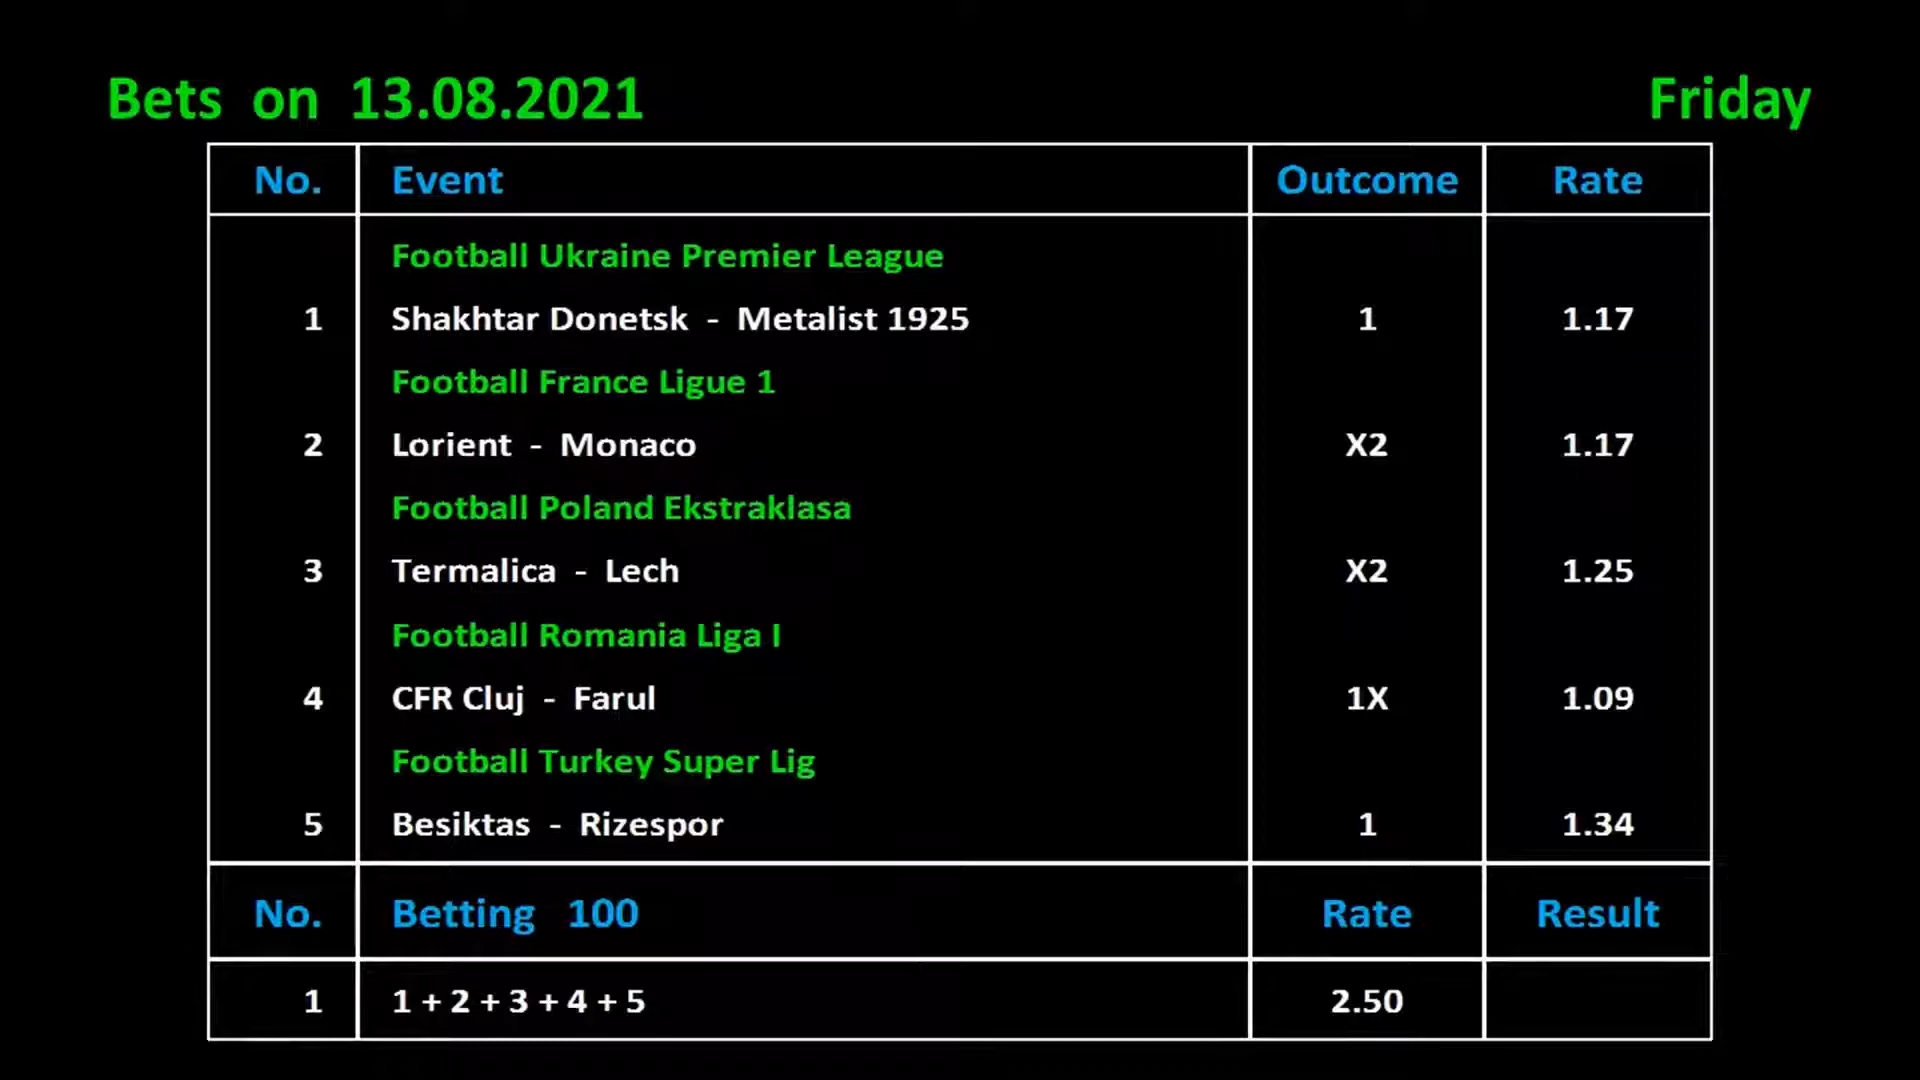 Bets on 13.08.2021 Friday
No. Event Outcome Rate
Football Ukraine Premier League
1 Shakhtar Donetsk - Metalist 1925 1 1.17
Football France Ligue 1
2 Lorient - Monaco X2 1.17
Football Poland Ekstraklasa
3 Termalica - Lech X2 1.25
Football Romania Liga I
4 CFR Cluj - Farul 1X 1.09
Football Turkey Super Lig
5 Besiktas - Rizespor 1 1.34
No. Betting 100 Rate Result
1 1 + 2 + 3 + 4 + 5 2.50